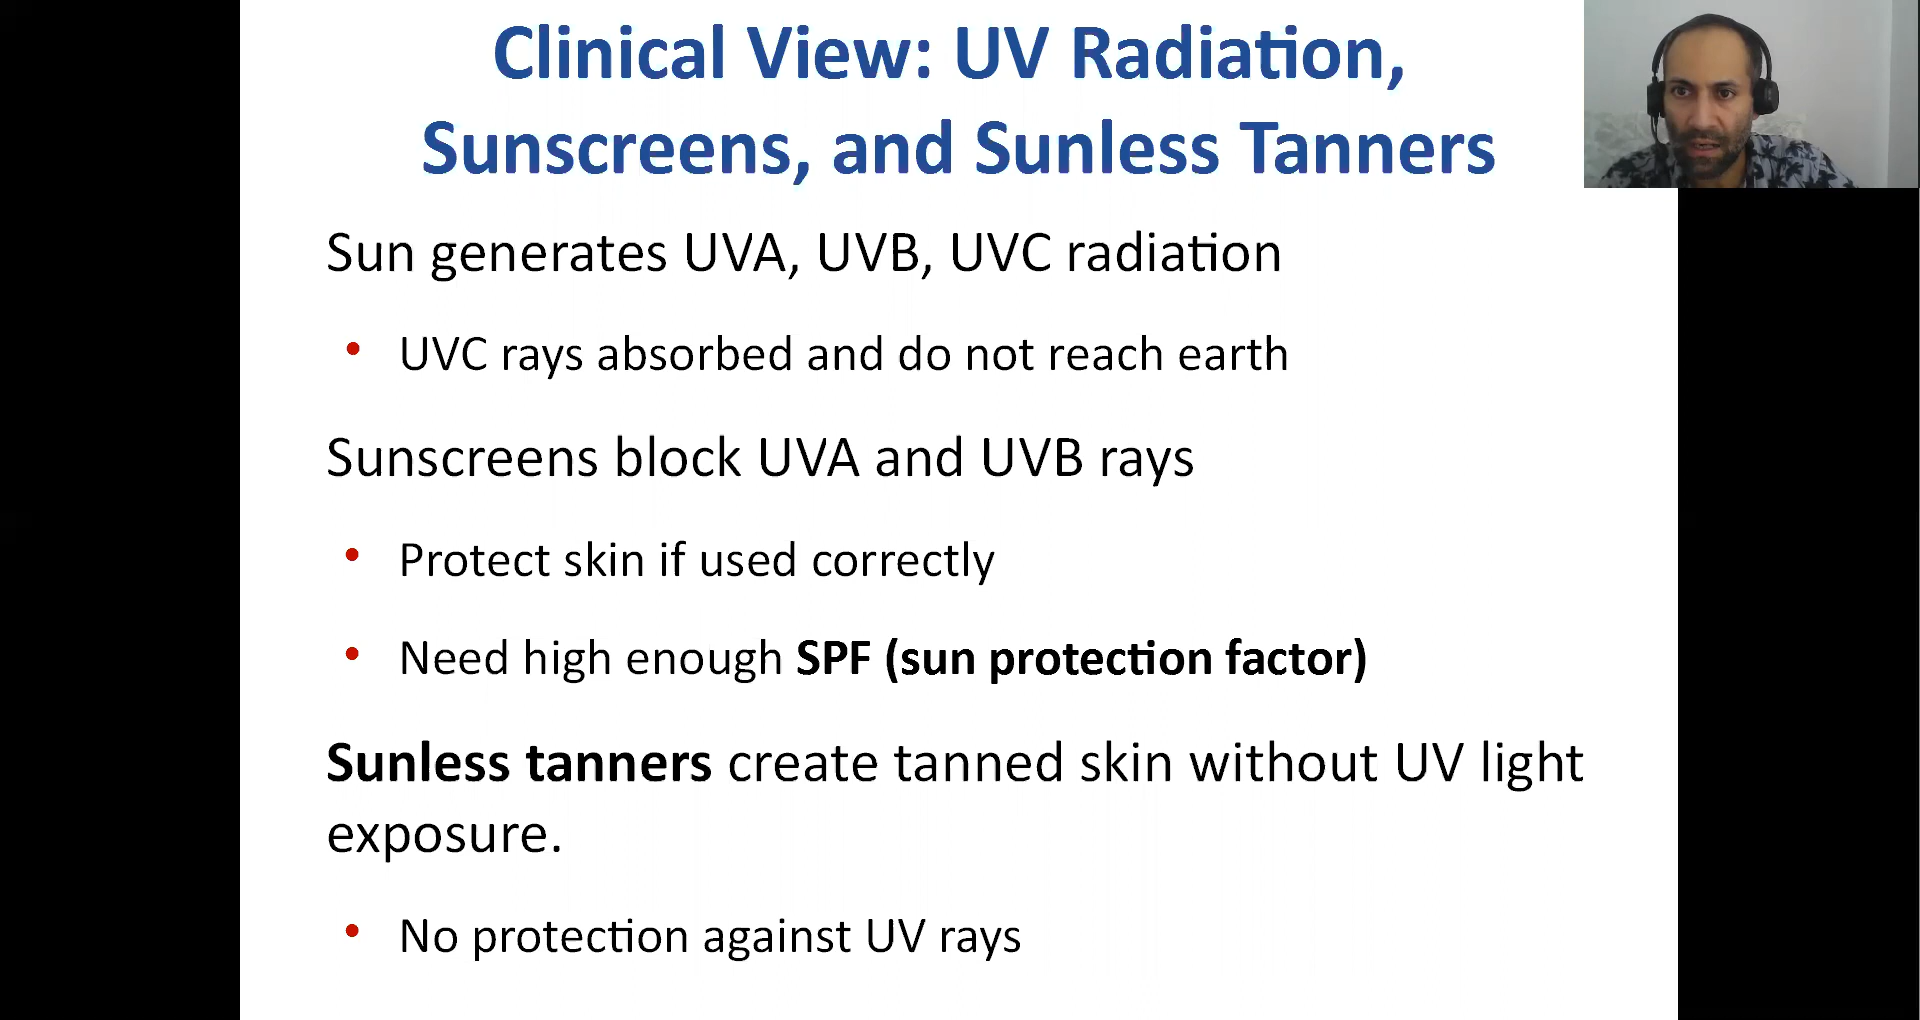 Clinical View: UV Radiation,
Sunscreens, and Sunless Tanners
Sun generates UVA, UVB, UVC radiation
• UVC rays absorbed and do not reach earth
Sunscreens block UVA and UVB rays
• Protect skin if used correctly
• Need high enough SPF (sun protection factor)
Sunless tanners create tanned skin without UV light
exposure.
• No protection against UV rays